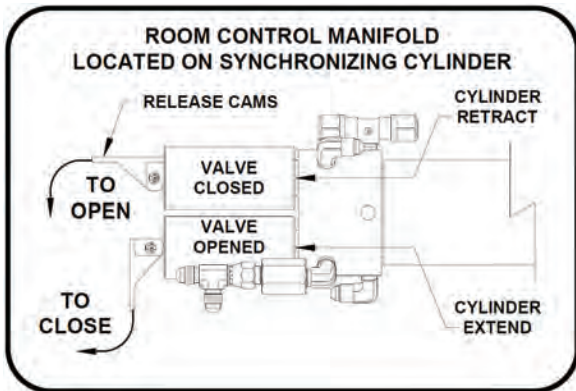 ROOM CONTROL MANIFOLD
LOCATED ON SYNCHRONIZING CYLINDER
RELEASE CAMS
CYLINDER
RETRACT
VALVE
CLOSED
TO
OPEN
VALVE
OPENED
TO
CLOSE
CYLINDER
EXTEND